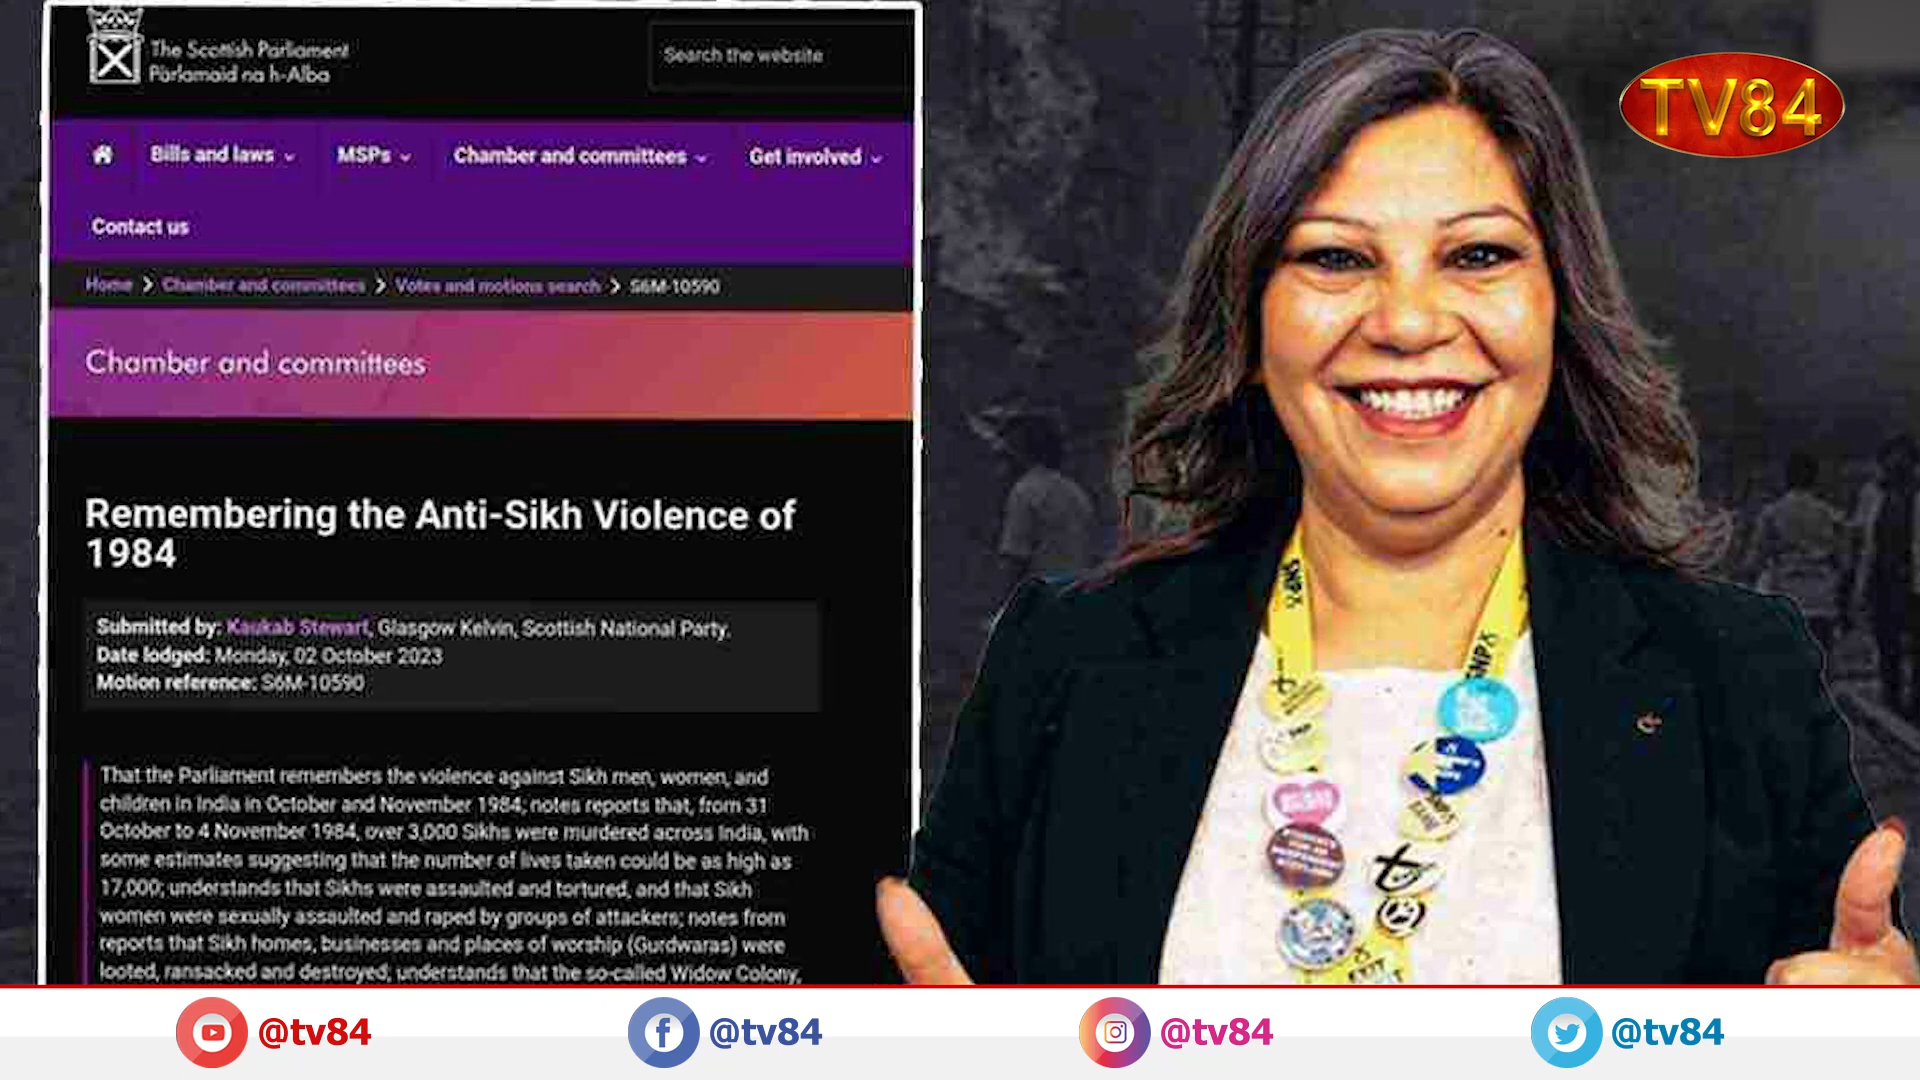 The Scottish Parliament
Pàrlamaid na h-Alba
Search the website
TV84
Bills and laws
MSPs
Chamber and committees
Get involved
Contact us
Home > Chamber and committees > Votes and motions search > S6M-10590
Chamber and committees
Remembering the Anti-Sikh Violence of
1984
Submitted by: Kaukab Stewart, Glasgow Kelvin, Scottish National Party.
Date lodged: Monday, 02 October 2023
Motion reference: S6M-10590
That the Parliament remembers the violence against Sikh men, women, and
children in India in October and November 1984; notes reports that, from 31
October to 4 November 1984, over 3,000 Sikhs were murdered across India, with
some estimates suggesting that the number of lives taken could be as high as
17,000; understands that Sikhs were assaulted and tortured, and that Sikh
women were sexually assaulted and raped by groups of attackers; notes from
reports that Sikh homes, businesses and places of worship (Gurdwaras) were
looted, ransacked and destroyed; understands that the so-called Widow Colony,
SNP
SNP
@tv84
@tv84
@tv84
@tv84